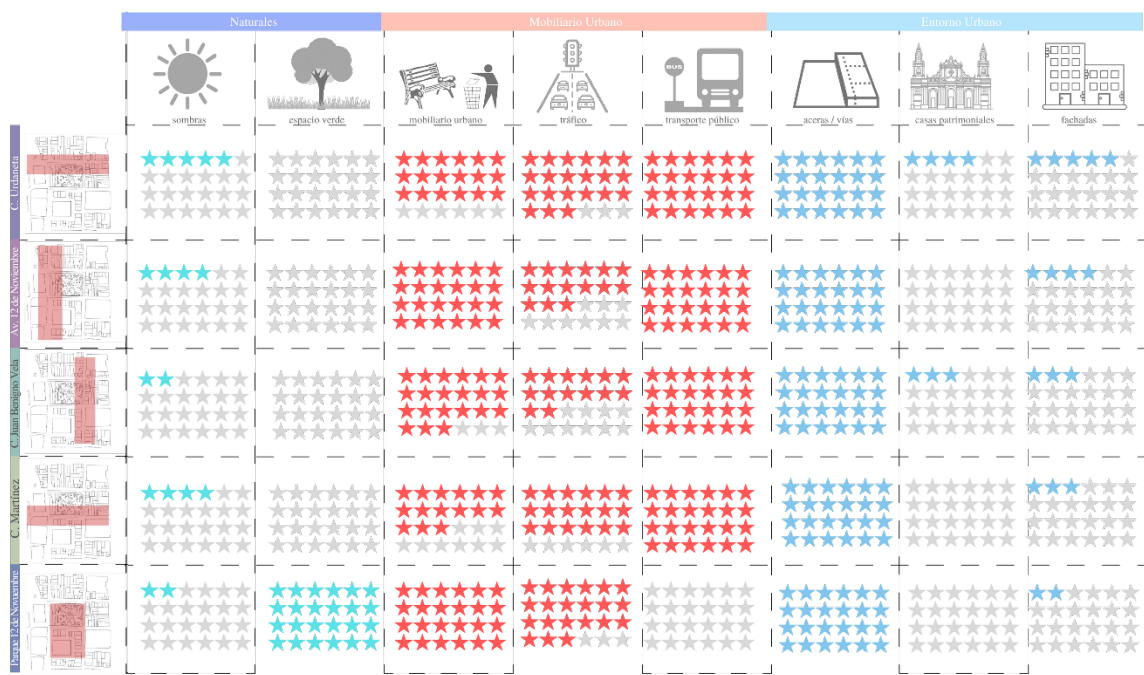 Naturales
Mobiliario Urbano
Entorno Urbano
BUS
sombras
espacio verde
mobiliario urbano
tráfico
transporte público
aceras / vías
casas patrimoniales
fachadas
C. Urdaneta
Av. 12 de Noviembre
C. Juan Benigno Vela
C. Martínez
Parque 12 de Novuembre